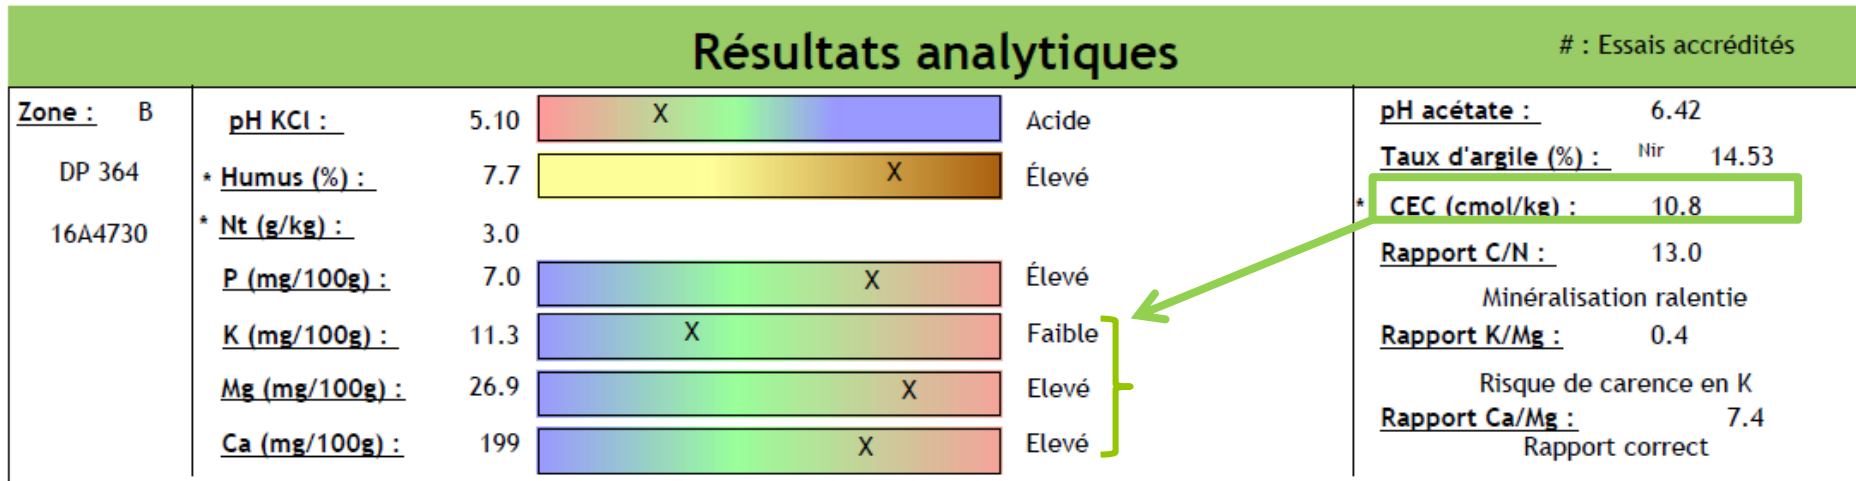 Résultats analytiques
# : Essais accrédités
Zone : B
DP 364
16A4730
pH KCl : 5.10 X Acide
* Humus (%) : 7.7 X Élevé
* Nt (g/kg) : 3.0
P (mg/100g) : 7.0 X Élevé
K (mg/100g) : 11.3 X Faible
Mg (mg/100g) : 26.9 X Elevé
Ca (mg/100g) : 199 X Elevé
pH acétate : 6.42
Taux d'argile (%) : Nir 14.53
* CEC (cmol/kg) : 10.8
Rapport C/N : 13.0
Minéralisation ralentie
Rapport K/Mg : 0.4
Risque de carence en K
Rapport Ca/Mg : 7.4
Rapport correct